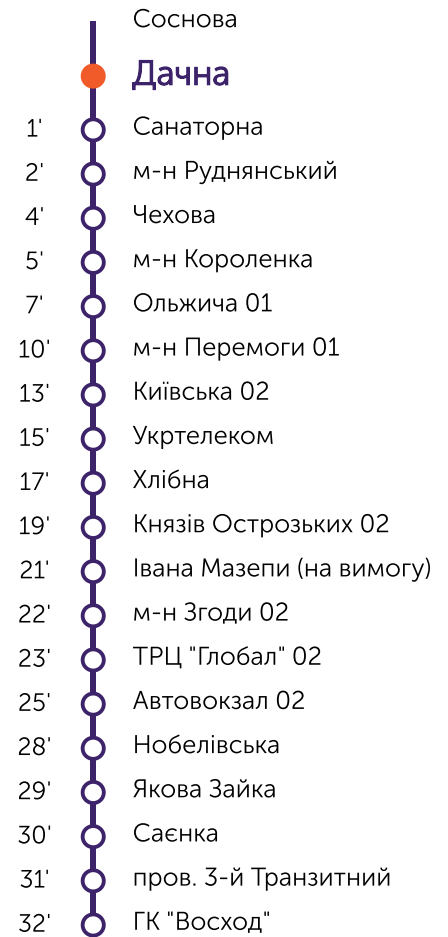 Соснова
Дачна
1' Санаторна
2' м-н Руднянський
4' Чехова
5' м-н Короленка
7' Ольжича 01
10' м-н Перемоги 01
13' Київська 02
15' Укртелеком
17' Хлібна
19' Князів Острозьких 02
21' Івана Мазепи (на вимогу)
22' м-н Згоди 02
23' ТРЦ "Глобал" 02
25' Автовокзал 02
28' Нобелівська
29' Якова Зайка
30' Саєнка
31' пров. 3-й Транзитний
32' ГК "Восход"